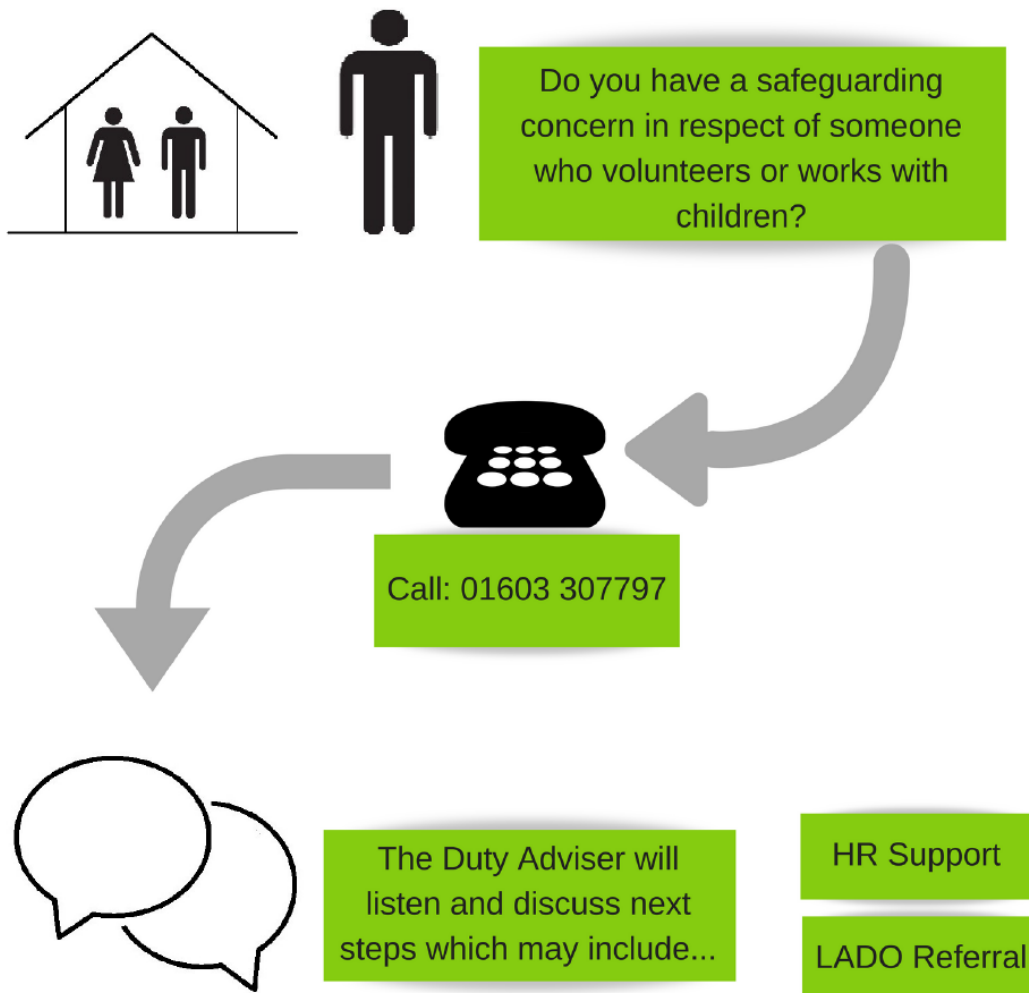 Do you have a safeguarding
concern in respect of someone
who volunteers or works with
children?
Call: 01603 307797
The Duty Adviser will
listen and discuss next
steps which may include...
HR Support
LADO Referral